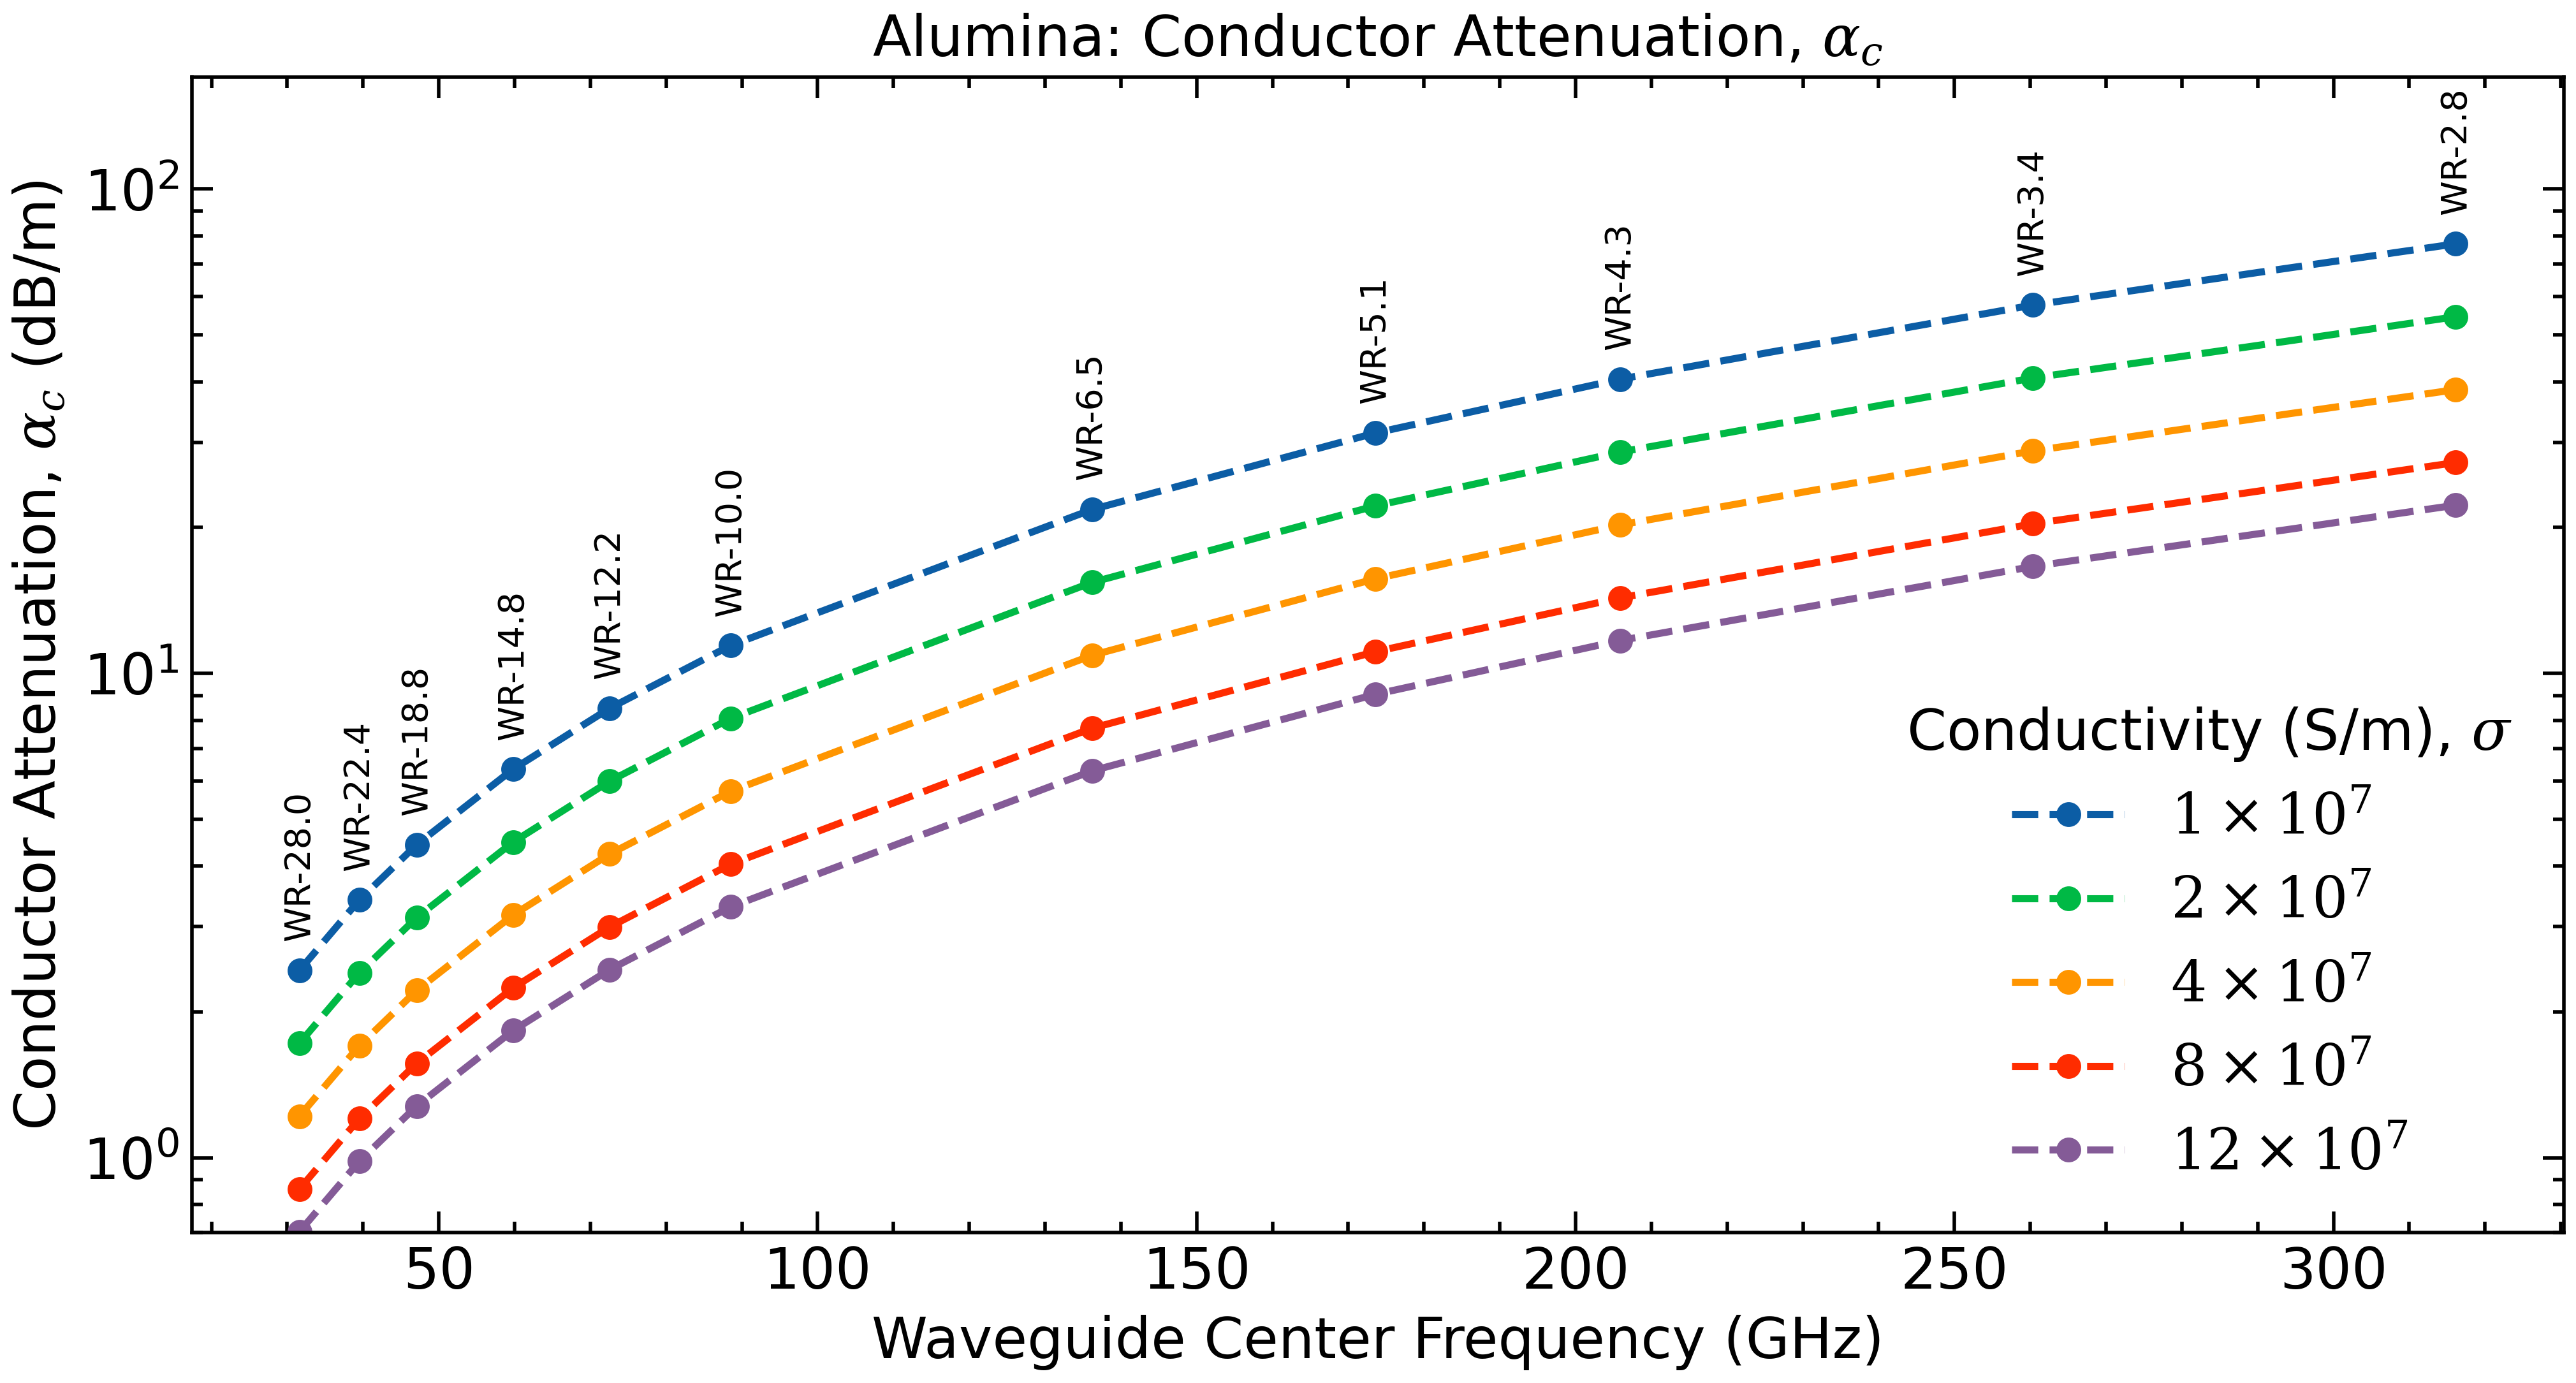 Alumina: Conductor Attenuation, α_c
Conductor Attenuation, α_c (dB/m)
10²
10¹
10⁰
WR-28.0
WR-22.4
WR-18.8
WR-14.8
WR-12.2
WR-10.0
WR-6.5
WR-5.1
WR-4.3
WR-3.4
WR-2.8
Conductivity (S/m), σ
1 × 10⁷
2 × 10⁷
4 × 10⁷
8 × 10⁷
12 × 10⁷
50 100 150 200 250 300
Waveguide Center Frequency (GHz)